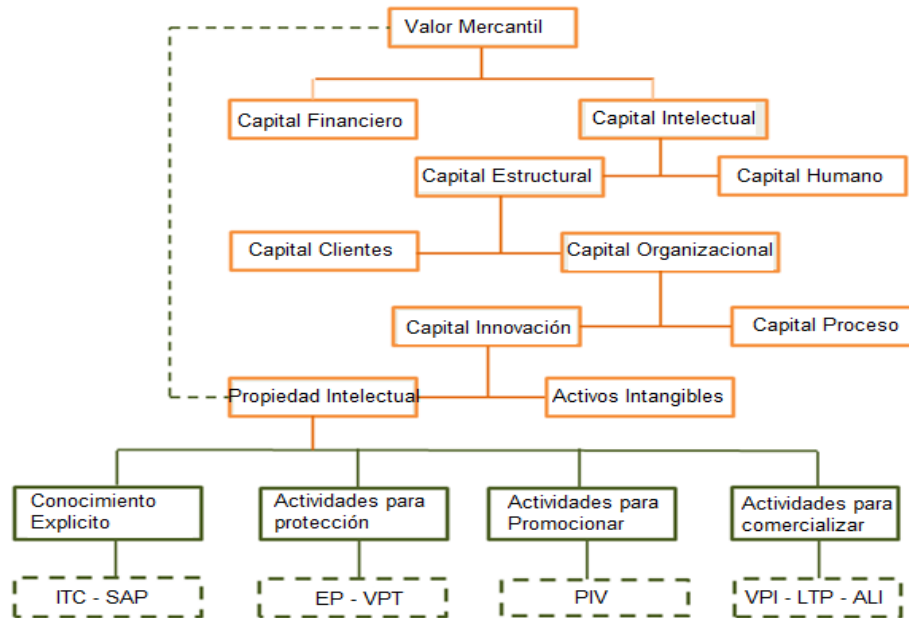 Valor Mercantil
Capital Financiero
Capital Intelectual
Capital Estructural
Capital Humano
Capital Clientes
Capital Organizacional
Capital Innovación
Capital Proceso
Propiedad Intelectual
Activos Intangibles
Conocimiento
Explicito
Actividades para
protección
Actividades para
Promocionar
Actividades para
comercializar
ITC - SAP
EP - VPT
PIV
VPI - LTP - ALI